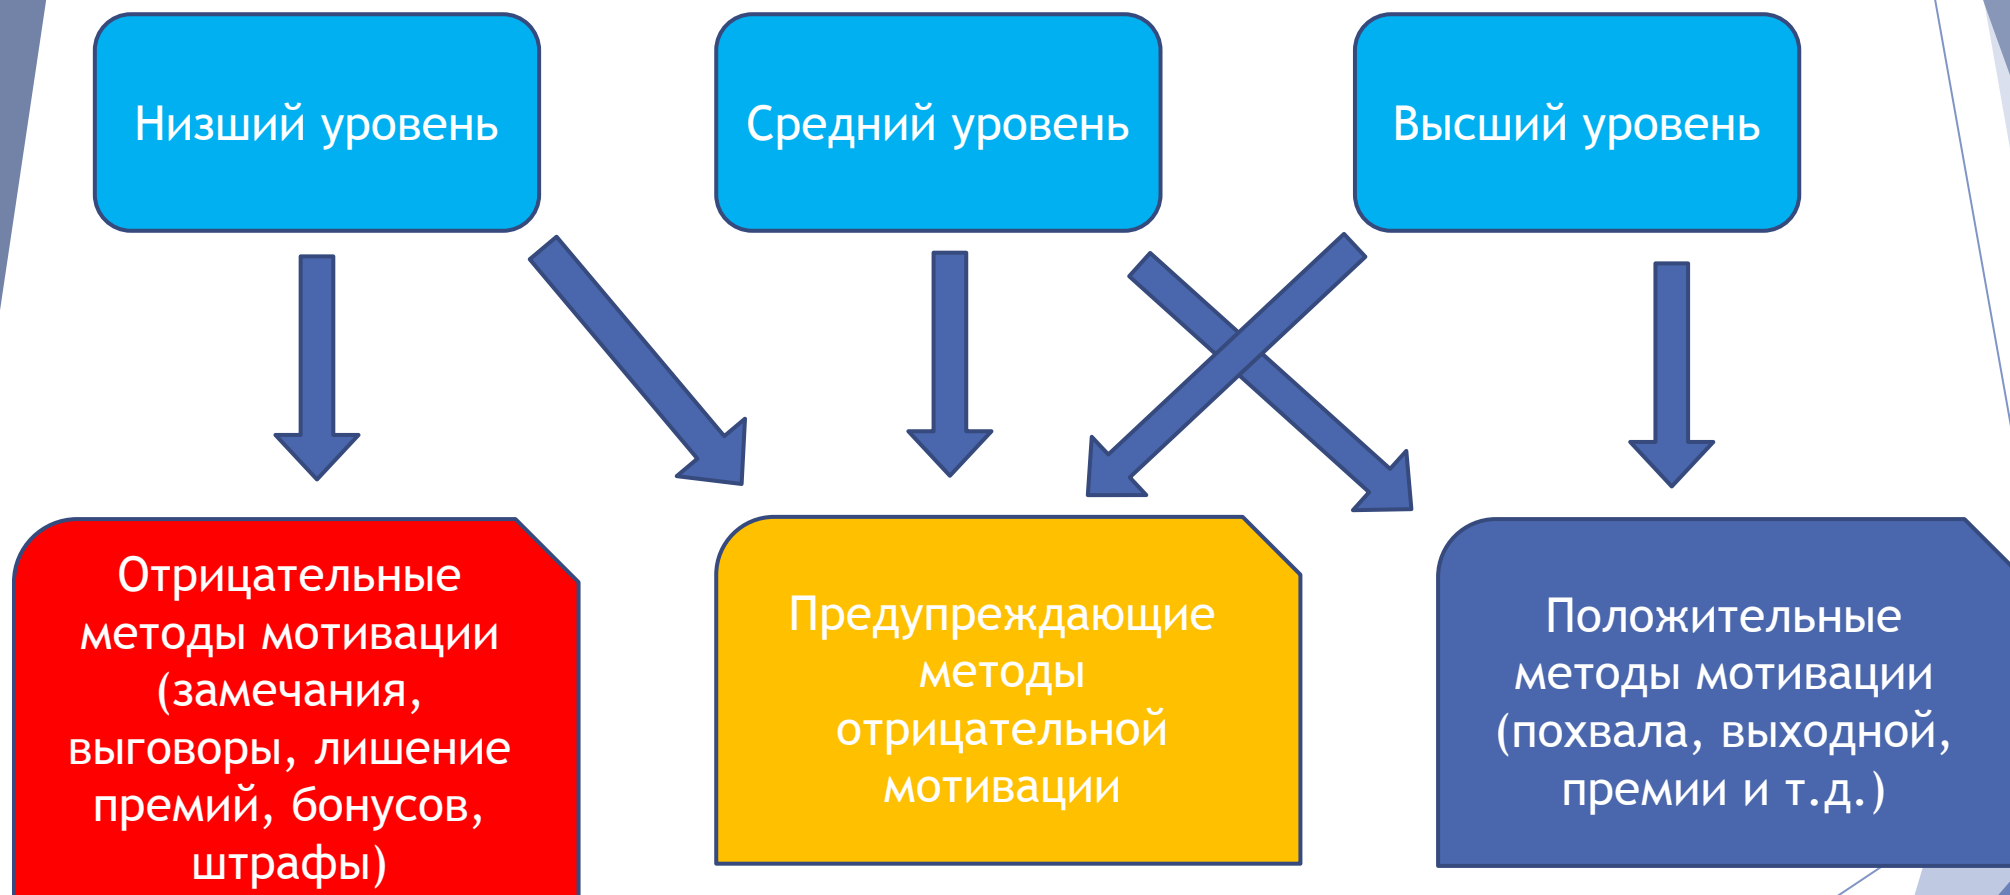 Низший уровень
Средний уровень
Высший уровень
Отрицательные
методы мотивации
(замечания,
выговоры, лишение
премий, бонусов,
штрафы)
Предупреждающие
методы
отрицательной
мотивации
Положительные
методы мотивации
(похвала, выходной,
премии и т.д.)